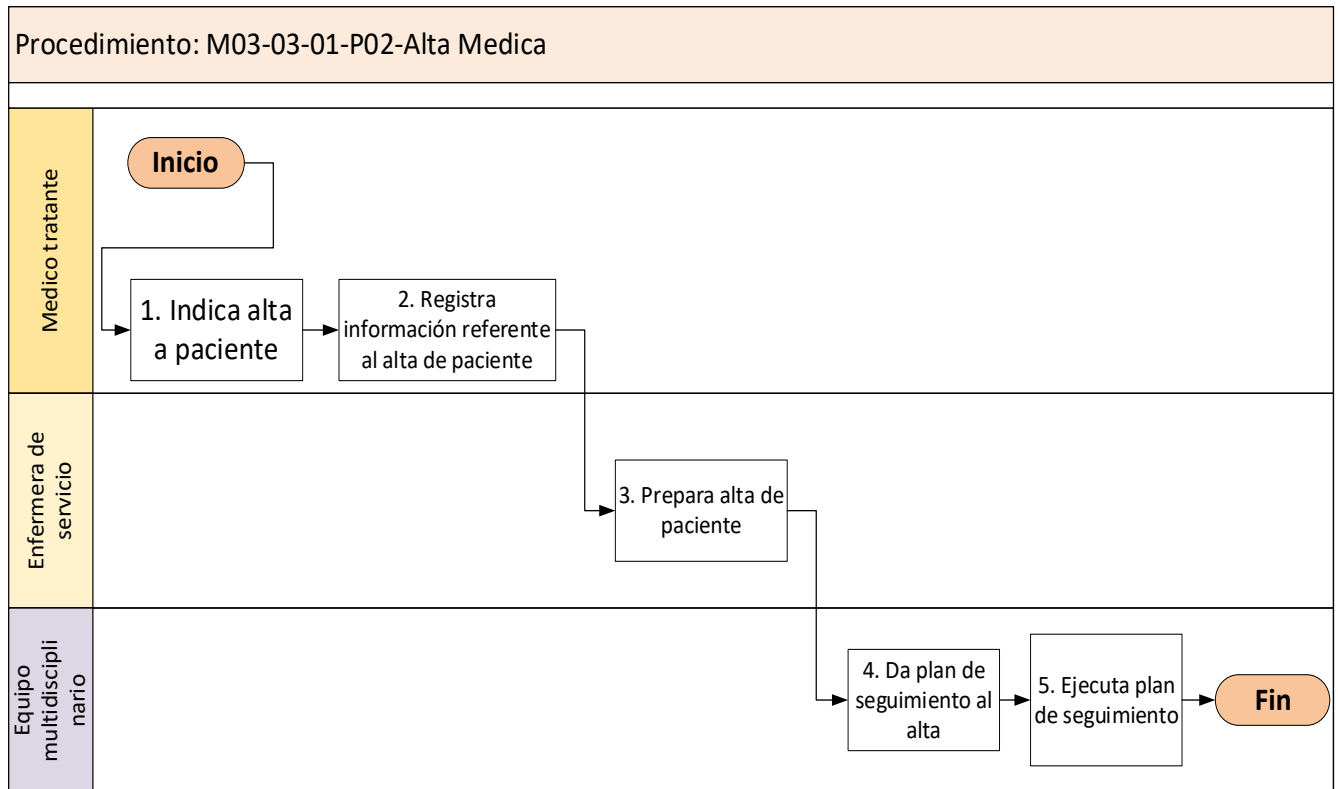 Procedimiento: M03-03-01-P02-Alta Medica
Medico tratante
Inicio
1. Indica alta
a paciente
2. Registra
información referente
al alta de paciente
Enfermera de
servicio
3. Prepara alta de
paciente
Equipo
multidiscipli
nario
4. Da plan de
seguimiento al
alta
5. Ejecuta plan
de seguimiento
Fin